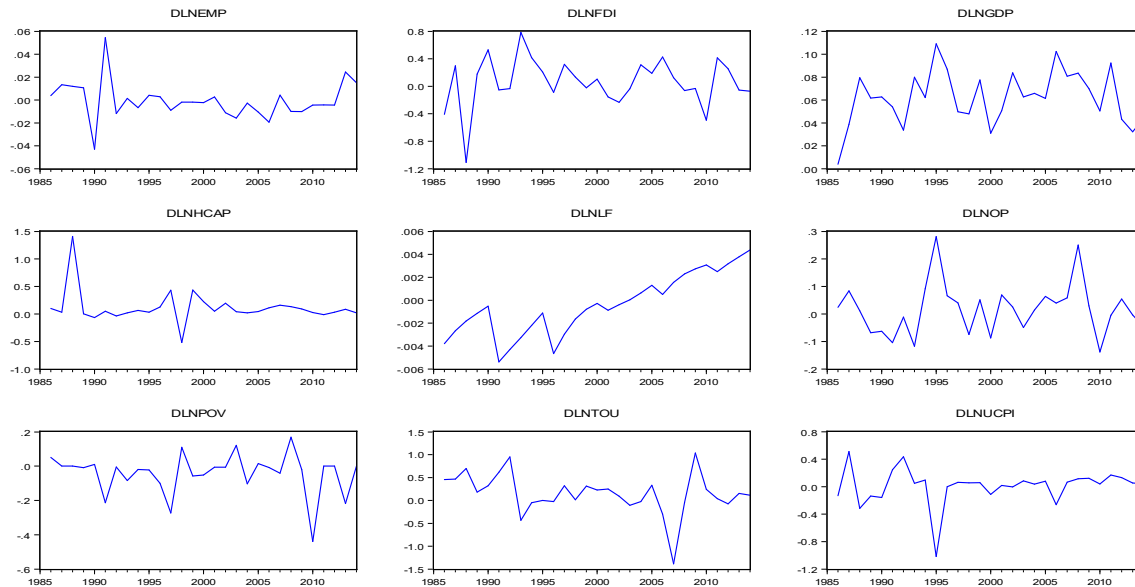 DLNEMP DLNFDI DLNGDP
.06 0.8 .12
.04 0.4 .10
.02 0.0 .08
.00 -0.4 .06
-.02 -0.8 .04
-.04 -1.2 .02
-.06 .00
1985 1990 1995 2000 2005 2010 1985 1990 1995 2000 2005 2010 1985 1990 1995 2000 2005 2010
DLNHCAP DLNLF DLNOP
1.5 .006 .3
1.0 .004 .2
0.5 .002 .1
0.0 .000 .0
-0.5 -.002 -.1
-1.0 -.004 -.2
-.006
1985 1990 1995 2000 2005 2010 1985 1990 1995 2000 2005 2010 1985 1990 1995 2000 2005 2010
DLNPOV DLNTOU DLNUCPI
.2 1.5 0.8
.0 1.0 0.4
-.2 0.5 0.0
-.4 0.0 -0.4
-.6 -0.5 -0.8
-1.0 -1.2
-1.5
1985 1990 1995 2000 2005 2010 1985 1990 1995 2000 2005 2010 1985 1990 1995 2000 2005 2010